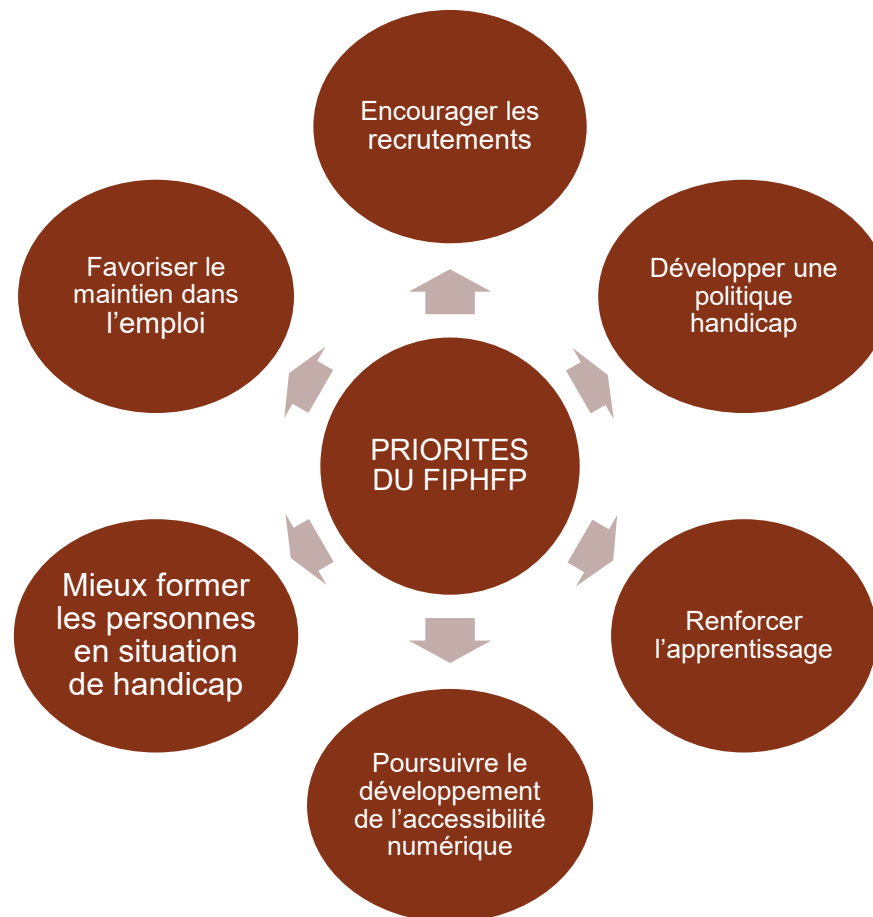 Encourager les
recrutements
Développer une
politique
handicap
Renforcer
l’apprentissage
Poursuivre le
développement
de l’accessibilité
numérique
Mieux former
les personnes
en situation
de handicap
Favoriser le
maintien dans
l’emploi
PRIORITES
DU FIPHFP